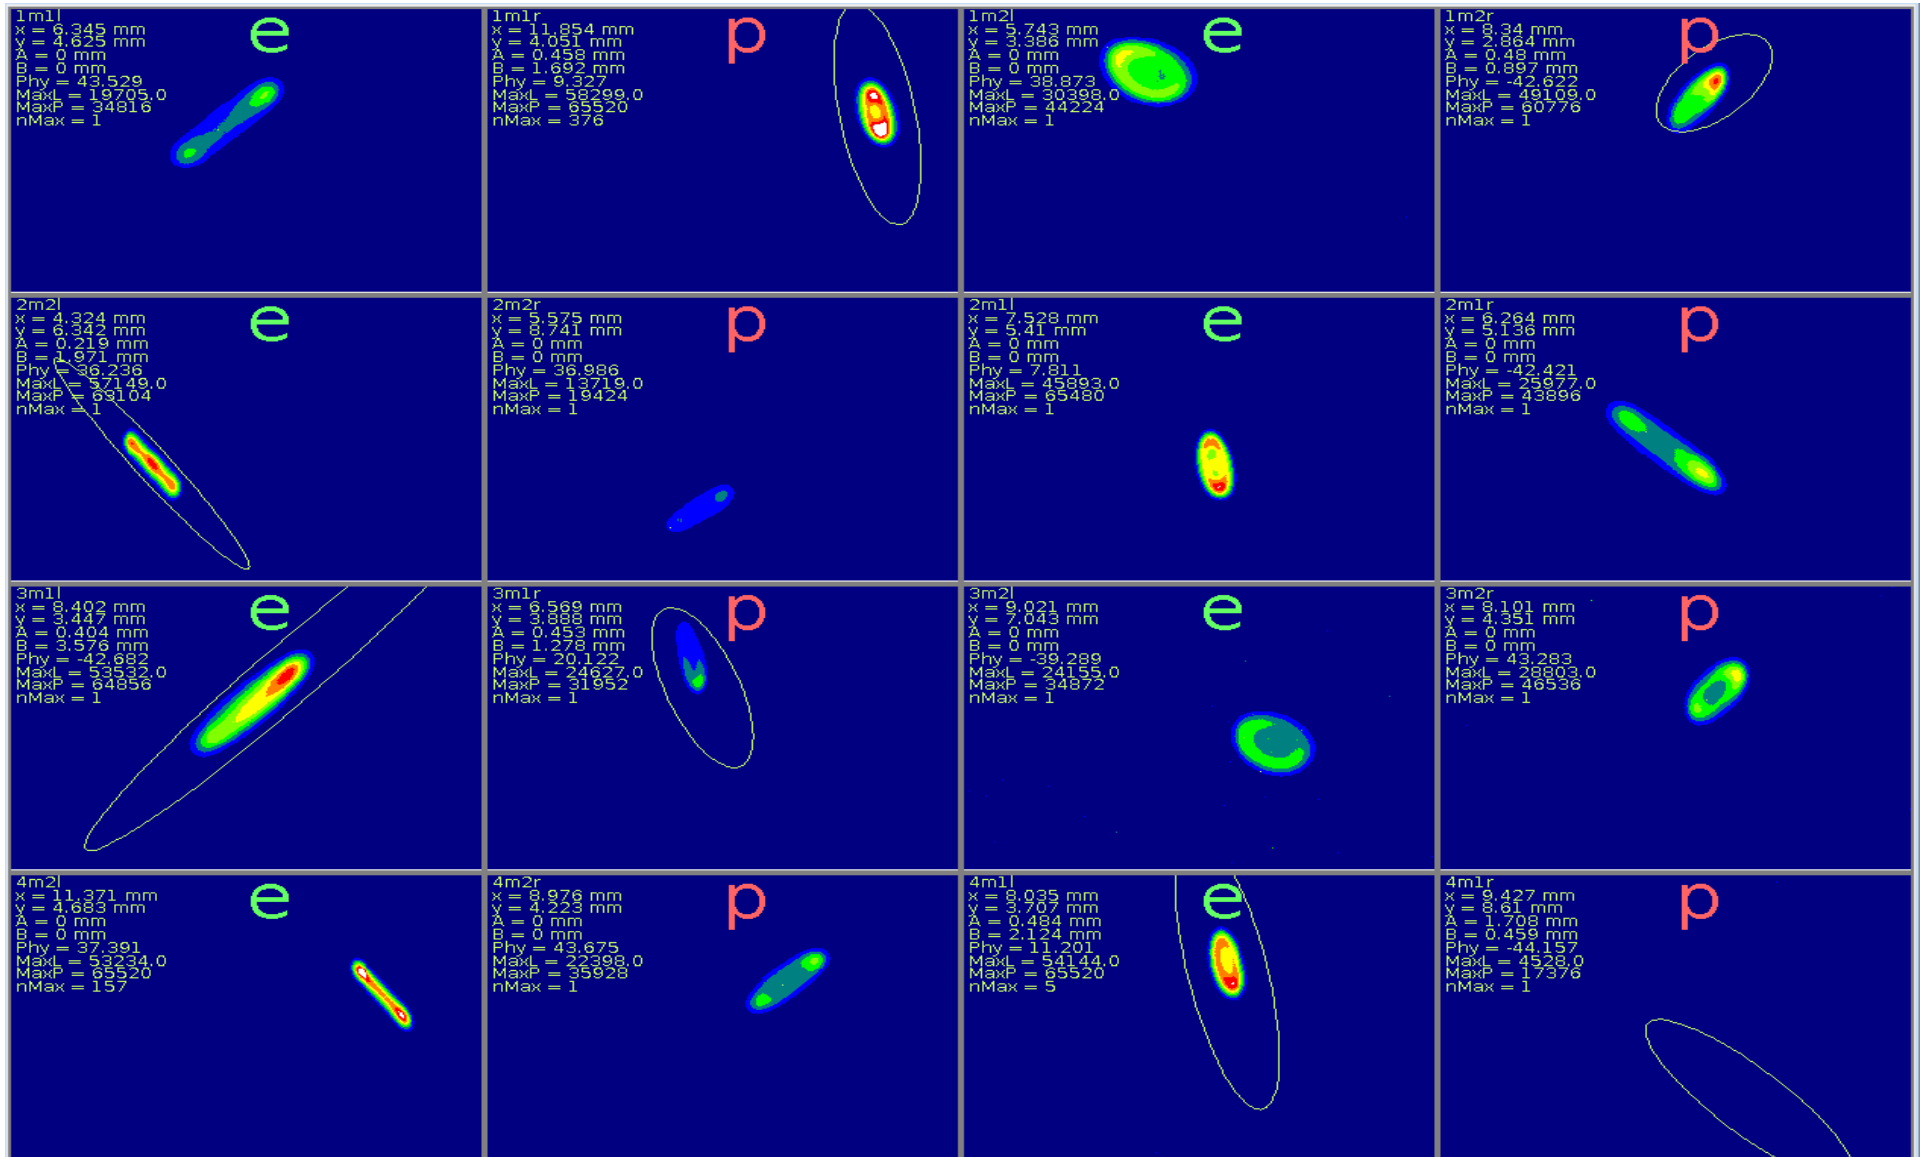 1m1l
x = 6.345 mm
y = 4.625 mm
A = 0 mm
B = 0 mm
Phy = 43.529
MaxL = 19705.0
MaxP = 34816
nMax = 1
e
1m1r
x = 11.854 mm
y = 4.051 mm
A = 0.458 mm
B = 1.692 mm
Phy = 9.327
MaxL = 58299.0
MaxP = 65520
nMax = 376
p
1m2l
x = 5.743 mm
y = 3.386 mm
A = 0 mm
B = 0 mm
Phy = 38.873
MaxL = 30398.0
MaxP = 44224
nMax = 1
e
1m2r
x = 8.34 mm
y = 2.864 mm
A = 0.48 mm
B = 0.897 mm
Phy = -42.622
MaxL = 49109.0
MaxP = 60776
nMax = 1
p
2m2l
x = 4.324 mm
y = 6.342 mm
A = 0.219 mm
B = 1.971 mm
Phy = 36.236
MaxL = 57149.0
MaxP = 63104
nMax = 1
e
2m2r
x = 5.575 mm
y = 8.741 mm
A = 0 mm
B = 0 mm
Phy = 36.986
MaxL = 13719.0
MaxP = 19424
nMax = 1
p
2m1l
x = 7.528 mm
y = 5.41 mm
A = 0 mm
B = 0 mm
Phy = 7.811
MaxL = 45893.0
MaxP = 65480
nMax = 1
e
2m1r
x = 6.264 mm
y = 5.136 mm
A = 0 mm
B = 0 mm
Phy = -42.421
MaxL = 25977.0
MaxP = 43896
nMax = 1
p
3m1l
x = 8.402 mm
y = 3.447 mm
A = 0.404 mm
B = 3.576 mm
Phy = -42.682
MaxL = 53532.0
MaxP = 64856
nMax = 1
e
3m1r
x = 6.569 mm
y = 3.888 mm
A = 0.453 mm
B = 1.278 mm
Phy = 20.122
MaxL = 24627.0
MaxP = 31952
nMax = 1
p
3m2l
x = 9.021 mm
y = 7.043 mm
A = 0 mm
B = 0 mm
Phy = -39.289
MaxL = 24155.0
MaxP = 34872
nMax = 1
e
3m2r
x = 8.101 mm
y = 4.351 mm
A = 0 mm
B = 0 mm
Phy = 43.283
MaxL = 28803.0
MaxP = 46536
nMax = 1
p
4m2l
x = 11.371 mm
y = 4.683 mm
A = 0 mm
B = 0 mm
Phy = 37.391
MaxL = 53234.0
MaxP = 65520
nMax = 157
e
4m2r
x = 8.976 mm
y = 4.223 mm
A = 0 mm
B = 0 mm
Phy = 43.675
MaxL = 22398.0
MaxP = 35928
nMax = 1
p
4m1l
x = 8.035 mm
y = 3.707 mm
A = 0.484 mm
B = 2.124 mm
Phy = 11.201
MaxL = 54144.0
MaxP = 65520
nMax = 5
e
4m1r
x = 9.427 mm
y = 8.61 mm
A = 1.708 mm
B = 0.459 mm
Phy = -44.157
MaxL = 4528.0
MaxP = 17376
nMax = 1
p